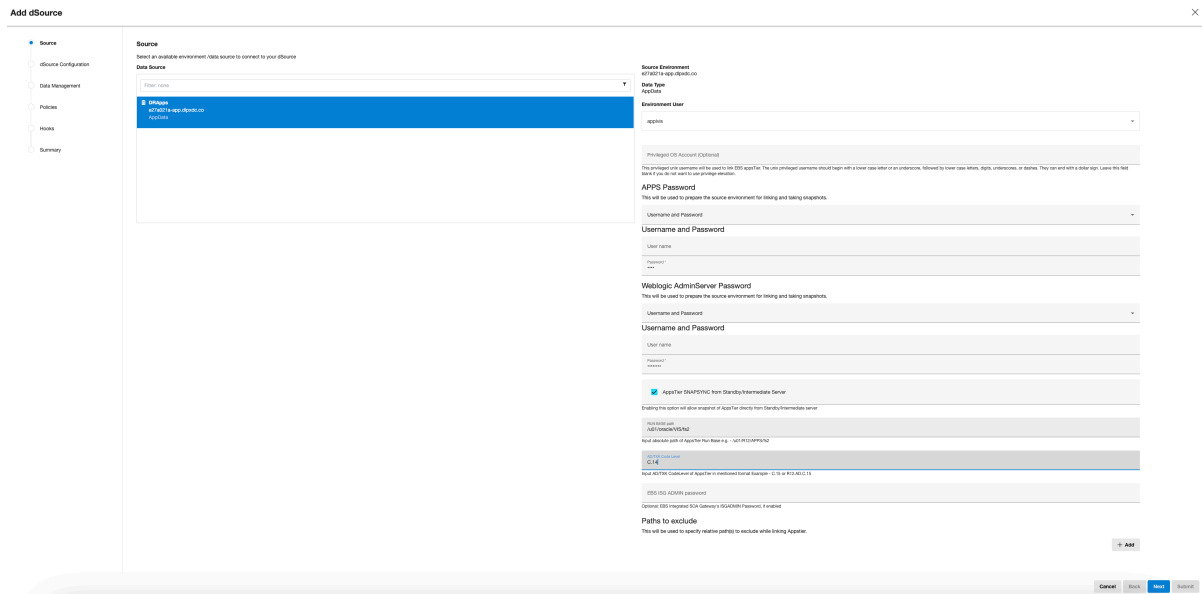 Add dSource
Source
dSource Configuration
Data Management
Policies
Hooks
Summary
Source
Select an available environment /data source to connect to your dSource
Data Source
Filter name
DRApps
e27a021a-app.dlpxdc.co
AppData
Source Environment
e27a021a-app.dlpxdc.co
Data Type
AppData
Environment User
appivis
Privileged OS Account (Optional)
This privileged unix username will be used to link EBS appsTier. The unix privileged username should begin with a lower case letter or an underscore, followed by lower case letters, digits, underscores, or dashes. They can end with a dollar sign. Leave this field
blank if you do not want to use privilege elevation.
APPS Password
This will be used to prepare the source environment for linking and taking snapshots.
Username and Password
Username and Password
User name
Password*
••••
Weblogic AdminServer Password
This will be used to prepare the source environment for linking and taking snapshots.
Username and Password
Username and Password
User name
Password*
••••••••
AppsTier SNAPSYNC from Standby/Intermediate Server
Enabling this option will allow snapshot of AppsTier directly from Standby/Intermediate server
RUN BASE path
/u01/oracle/VIS/fs2
Input absolute path of AppsTier Run Base e.g. - /u01/R12/APPS/fs2
AD/TXK Code Level
C.14
Input AD/TXK CodeLevel of AppsTier in mentioned format Example - C.15 or R12.AD.C.15
EBS ISG ADMIN password
Optional: EBS Integrated SOA Gateway's ISGADMIN Password, if enabled
Paths to exclude
This will be used to specify relative path(s) to exclude while linking Appstier.
+ Add
Cancel Back Next Submit